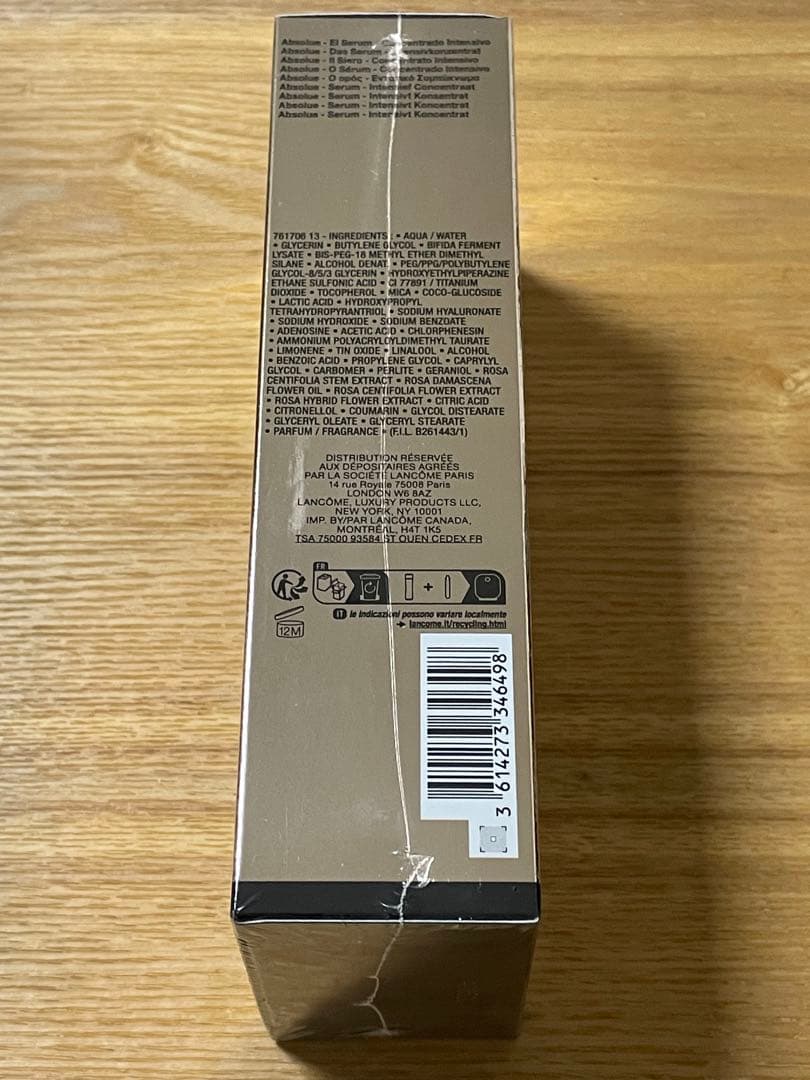 Absolue - El Serum - Concentrado Intensivo
Absolue - Das Serum - Intensivkonzentrat
Absolue - Il Siero - Concentrato Intensivo
Absolue - O Sérum - Concentrado Intensivo
Absolue - Ο ορός - Εντατικό Συμπύκνωμα
Absolue - Serum - Intensief Concentraat
Absolue - Serum - Intensivt Konsentrat
Absolue - Serum - Intensivt Koncentrat
Absolue - Serum - Intensivt Koncentrat
761706 13 - INGREDIENTS : • AQUA / WATER
• GLYCERIN • BUTYLENE GLYCOL • BIFIDA FERMENT
LYSATE • BIS-PEG-18 METHYL ETHER DIMETHYL
SILANE • ALCOHOL DENAT. • PEG/PPG/POLYBUTYLENE
GLYCOL-8/5/3 GLYCERIN • HYDROXYETHYLPIPERAZINE
ETHANE SULFONIC ACID • CI 77891 / TITANIUM
DIOXIDE • TOCOPHEROL • MICA • COCO-GLUCOSIDE
• LACTIC ACID • HYDROXYPROPYL
TETRAHYDROPYRANTRIOL • SODIUM HYALURONATE
• SODIUM HYDROXIDE • SODIUM BENZOATE
• ADENOSINE • ACETIC ACID • CHLORPHENESIN
• AMMONIUM POLYACRYLOYLDIMETHYL TAURATE
• LIMONENE • TIN OXIDE • LINALOOL • ALCOHOL
• BENZOIC ACID • PROPYLENE GLYCOL • CAPRYLYL
GLYCOL • CARBOMER • PERLITE • GERANIOL • ROSA
CENTIFOLIA STEM EXTRACT • ROSA DAMASCENA
FLOWER OIL • ROSA CENTIFOLIA FLOWER EXTRACT
• ROSA HYBRID FLOWER EXTRACT • CITRIC ACID
• CITRONELLOL • COUMARIN • GLYCOL DISTEARATE
• GLYCERYL OLEATE • GLYCERYL STEARATE
• PARFUM / FRAGRANCE • (F.I.L. B261443/1)
DISTRIBUTION RÉSERVÉE
AUX DÉPOSITAIRES AGRÉÉS
PAR LA SOCIÉTÉ LANCÔME PARIS
14 rue Royale 75008 Paris
LONDON W6 8AZ
LANCÔME, LUXURY PRODUCTS LLC,
NEW YORK, NY 10001
IMP. BY/PAR LANCÔME CANADA,
MONTRÉAL, H4T 1K5
TSA 75000 93584 ST OUEN CEDEX FR
FR
+
IT le indicazioni possono variare localmente
lancome.it/recycling.html
12M
3 614273 346498